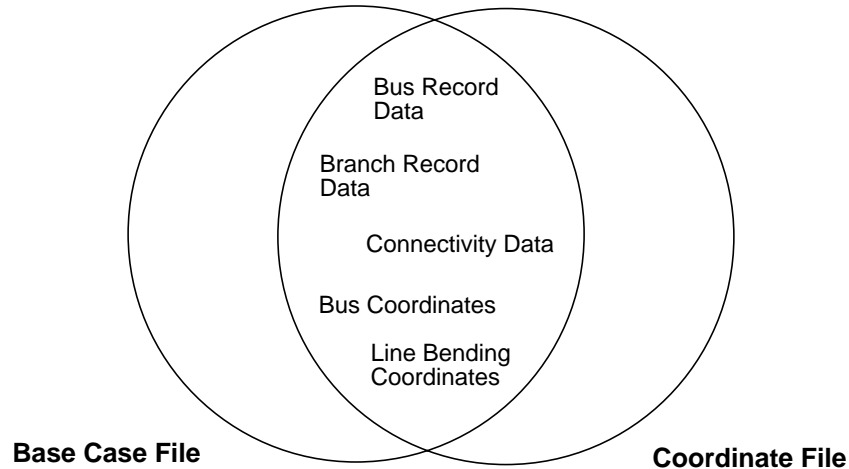 Bus Record
Data
Branch Record
Data
Connectivity Data
Bus Coordinates
Line Bending
Coordinates
Base Case File
Coordinate File